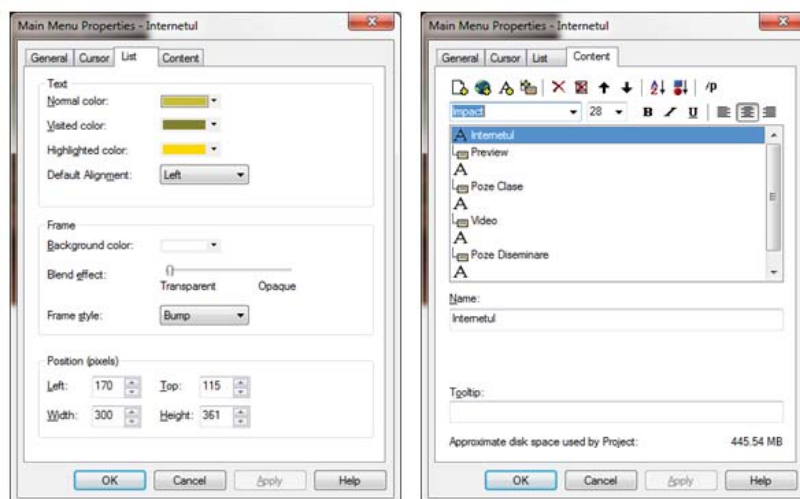 Main Menu Properties - Internetul
General Cursor List Content
Text
Normal color:
Visited color:
Highlighted color:
Default Alignment: Left
Frame
Background color:
Blend effect:
Transparent Opaque
Frame style: Bump
Position (pixels)
Left: 170 Top: 115
Width: 300 Height: 361
OK Cancel Apply Help
Main Menu Properties - Internetul
General Cursor List Content
Impact 28 B I U
A Internetul
Preview
A
Poze Clase
A
Video
A
Poze Diseminare
A
Name:
Internetul
Tooltip:
Approximate disk space used by Project: 445.54 MB
OK Cancel Apply Help